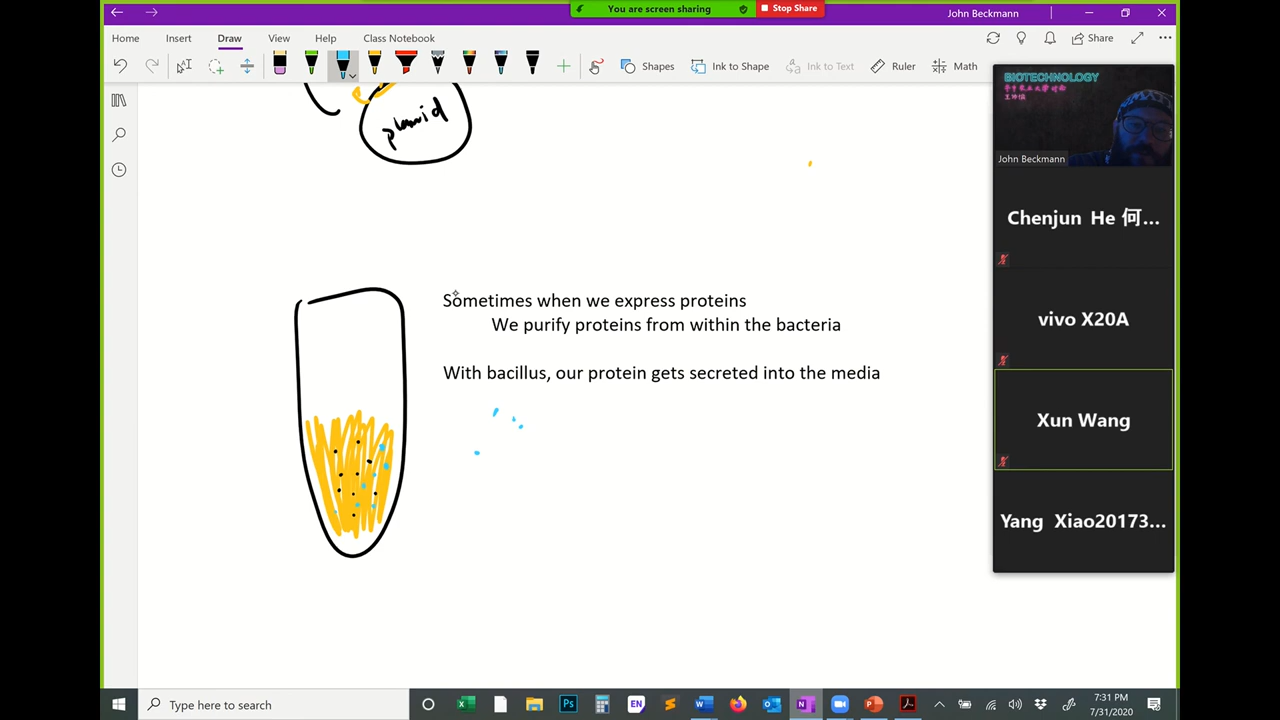 You are screen sharing
Stop Share
John Beckmann
Home Insert Draw View Help Class Notebook
Share
Shapes
Ink to Shape
Ink to Text
Ruler
Math
plasmid
BIOTECHNOLOGY
John Beckmann
Sometimes when we express proteins
We purify proteins from within the bacteria
With bacillus, our protein gets secreted into the media
Chenjun He 何...
vivo X20A
Xun Wang
Yang Xiao20173...
Type here to search
Ps
EN
7:31 PM
7/31/2020